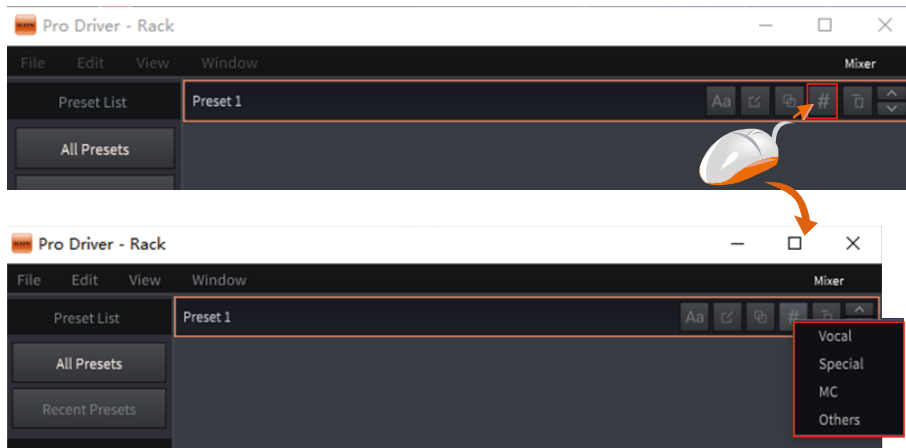 Pro Driver - Rack
File Edit View Window Mixer
Preset List Preset 1 Aa #
All Presets
Pro Driver - Rack
File Edit View Window Mixer
Preset List Preset 1 Aa #
Vocal
All Presets Special
MC
Recent Presets
Others